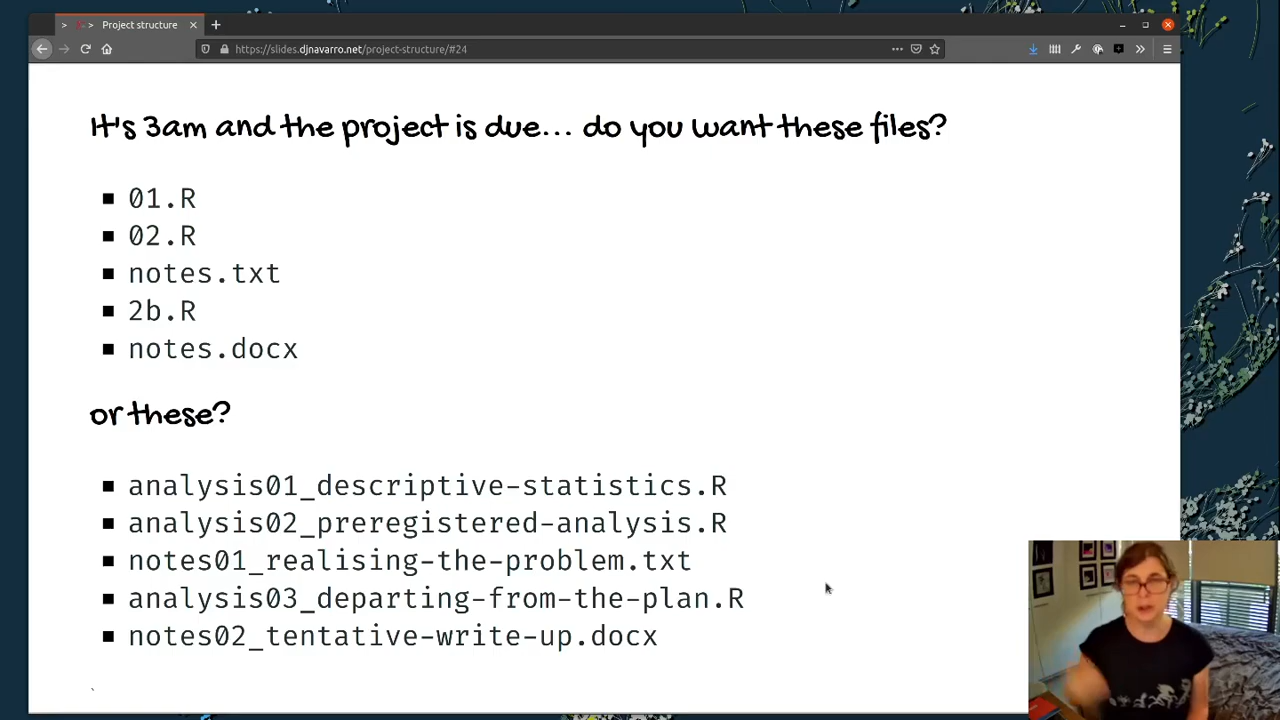 Project structure
https://slides.djnavarro.net/project-structure/#24
It's 3am and the project is due... do you want these files?
01.R
02.R
notes.txt
2b.R
notes.docx
or these?
analysis01_descriptive-statistics.R
analysis02_preregistered-analysis.R
notes01_realising-the-problem.txt
analysis03_departing-from-the-plan.R
notes02_tentative-write-up.docx
`